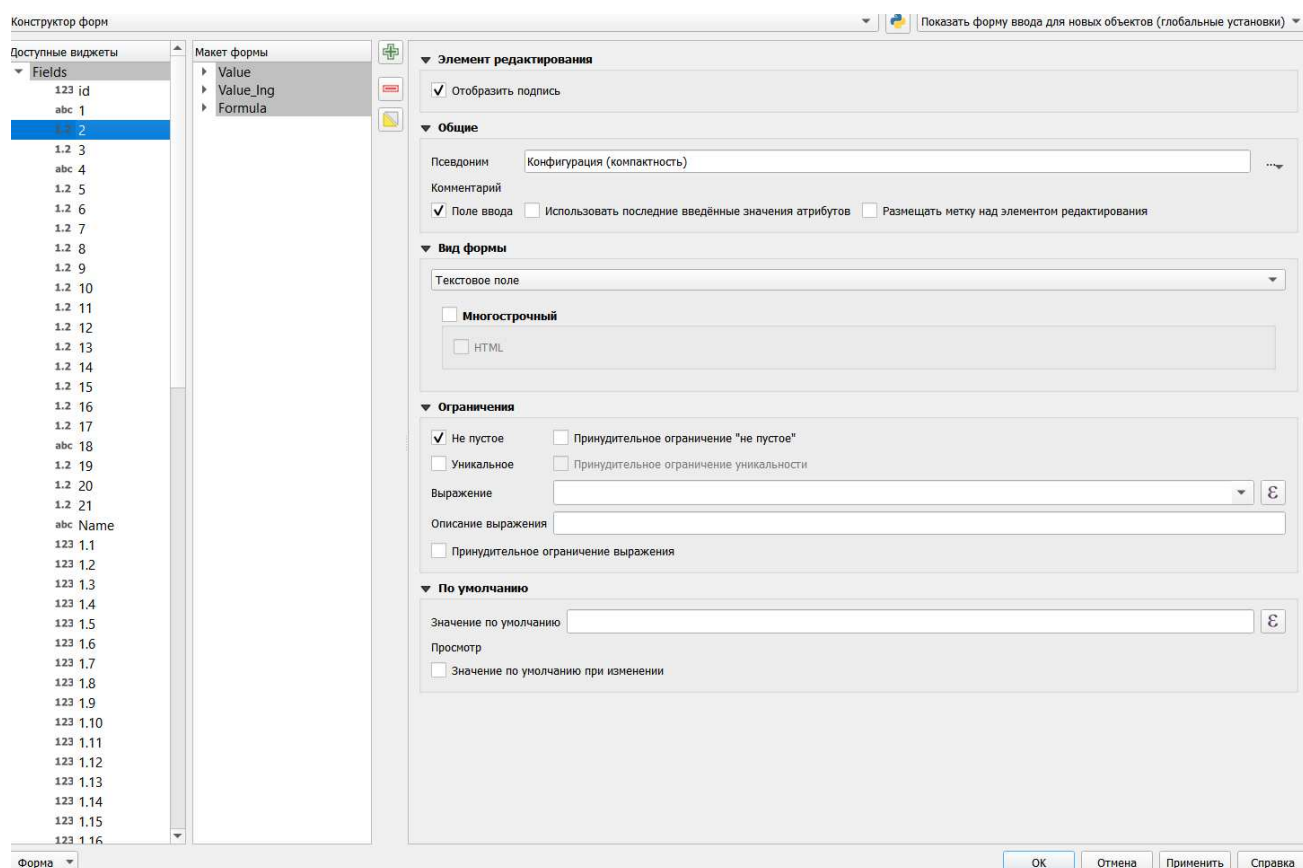 Конструктор форм
Показать форму ввода для новых объектов (глобальные установки)
Доступные виджеты
Fields
123 id
abc 1
1.2 2
1.2 3
abc 4
1.2 5
1.2 6
1.2 7
1.2 8
1.2 9
1.2 10
1.2 11
1.2 12
1.2 13
1.2 14
1.2 15
1.2 16
1.2 17
abc 18
1.2 19
1.2 20
1.2 21
abc Name
123 1.1
123 1.2
123 1.3
123 1.4
123 1.5
123 1.6
123 1.7
123 1.8
123 1.9
123 1.10
123 1.11
123 1.12
123 1.13
123 1.14
123 1.15
123 1.16
Макет формы
Value
Value_lng
Formula
Элемент редактирования
Отобразить подпись
Общие
Псевдоним Конфигурация (компактность) ...
Комментарий
Поле ввода Использовать последние введённые значения атрибутов Размещать метку над элементом редактирования
Вид формы
Текстовое поле
Многострочный
HTML
Ограничения
Не пустое Принудительное ограничение "не пустое"
Уникальное Принудительное ограничение уникальности
Выражение ε
Описание выражения
Принудительное ограничение выражения
По умолчанию
Значение по умолчанию ε
Просмотр
Значение по умолчанию при изменении
Форма
ОК Отмена Применить Справка